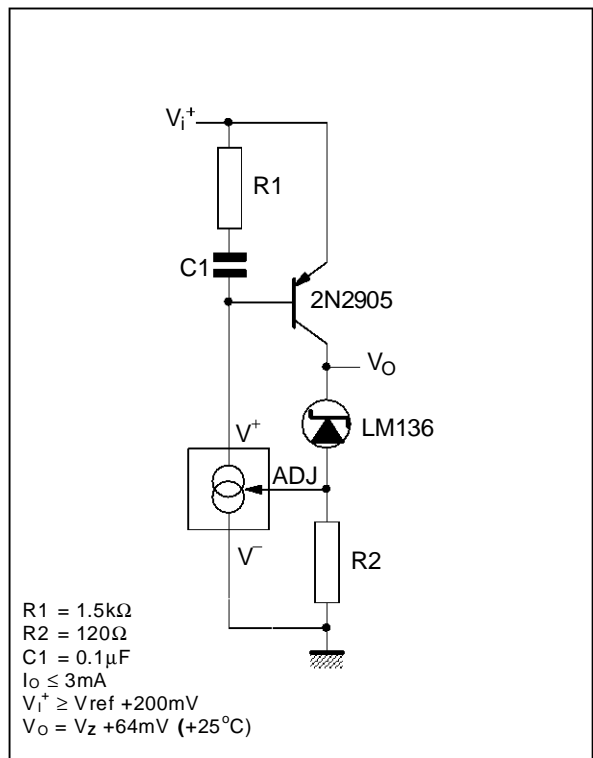 Vi+
R1
C1
2N2905
VO
V+
LM136
ADJ
V−
R2
R1 = 1.5kΩ
R2 = 120Ω
C1 = 0.1µF
IO ≤ 3mA
VI+ ≥ Vref +200mV
VO = VZ +64mV (+25°C)